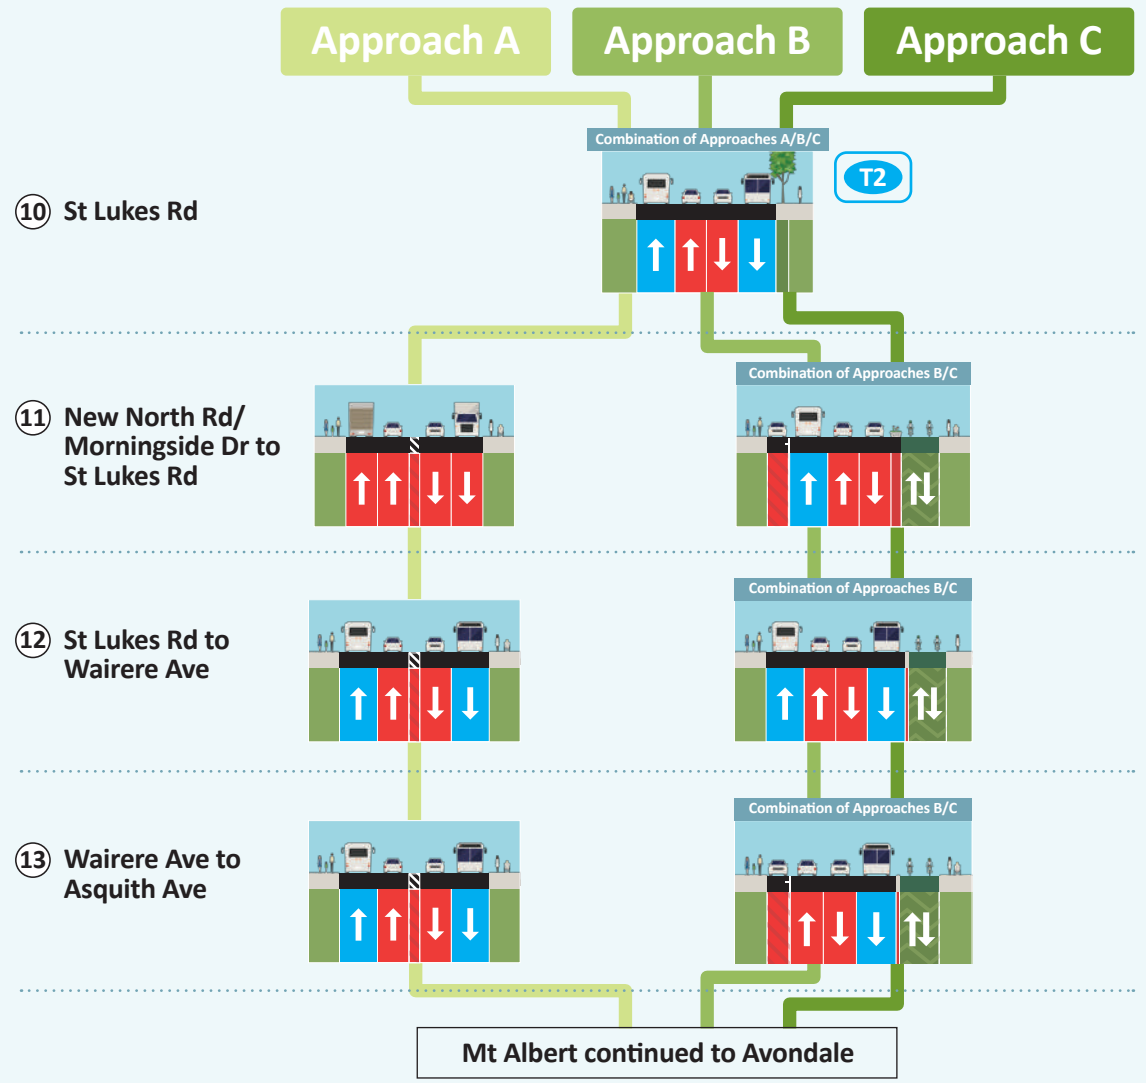 Approach A
Approach B
Approach C
Combination of Approaches A/B/C
T2
10 St Lukes Rd
11 New North Rd/
Morningside Dr to
St Lukes Rd
Combination of Approaches B/C
12 St Lukes Rd to
Wairere Ave
Combination of Approaches B/C
13 Wairere Ave to
Asquith Ave
Combination of Approaches B/C
Mt Albert continued to Avondale